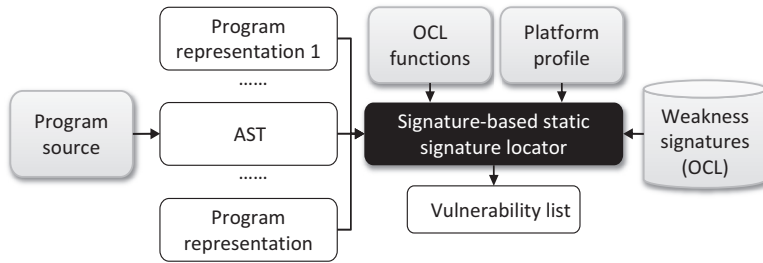 Program
representation 1
......
Program
source
AST
......
Program
representation
OCL
functions
Platform
profile
Signature-based static
signature locator
Weakness
signatures
(OCL)
Vulnerability list